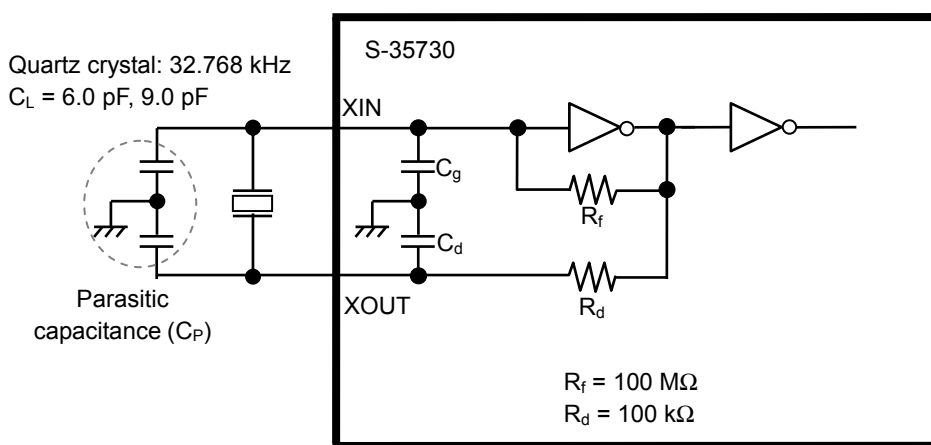 S-35730
Quartz crystal: 32.768 kHz
C_L = 6.0 pF, 9.0 pF
XIN
C_g
R_f
C_d
XOUT
R_d
Parasitic
capacitance (C_P)
R_f = 100 MΩ
R_d = 100 kΩ